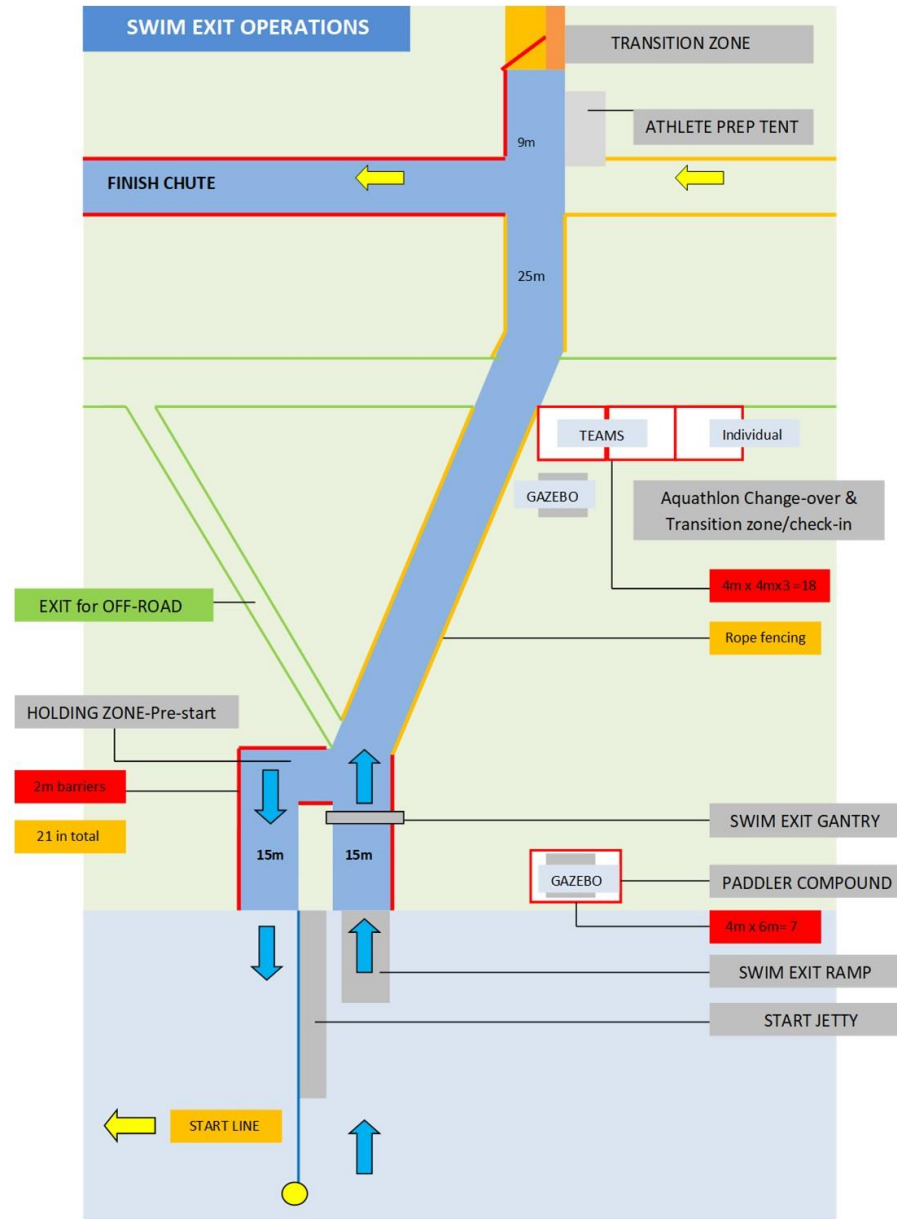 SWIM EXIT OPERATIONS
TRANSITION ZONE
ATHLETE PREP TENT
9m
FINISH CHUTE
25m
TEAMS
Individual
GAZEBO
Aquathlon Change-over &
Transition zone/check-in
4m x 4mx3 =18
EXIT for OFF-ROAD
Rope fencing
HOLDING ZONE-Pre-start
2m barriers
21 in total
SWIM EXIT GANTRY
15m
15m
GAZEBO
PADDLER COMPOUND
4m x 6m= 7
SWIM EXIT RAMP
START JETTY
START LINE